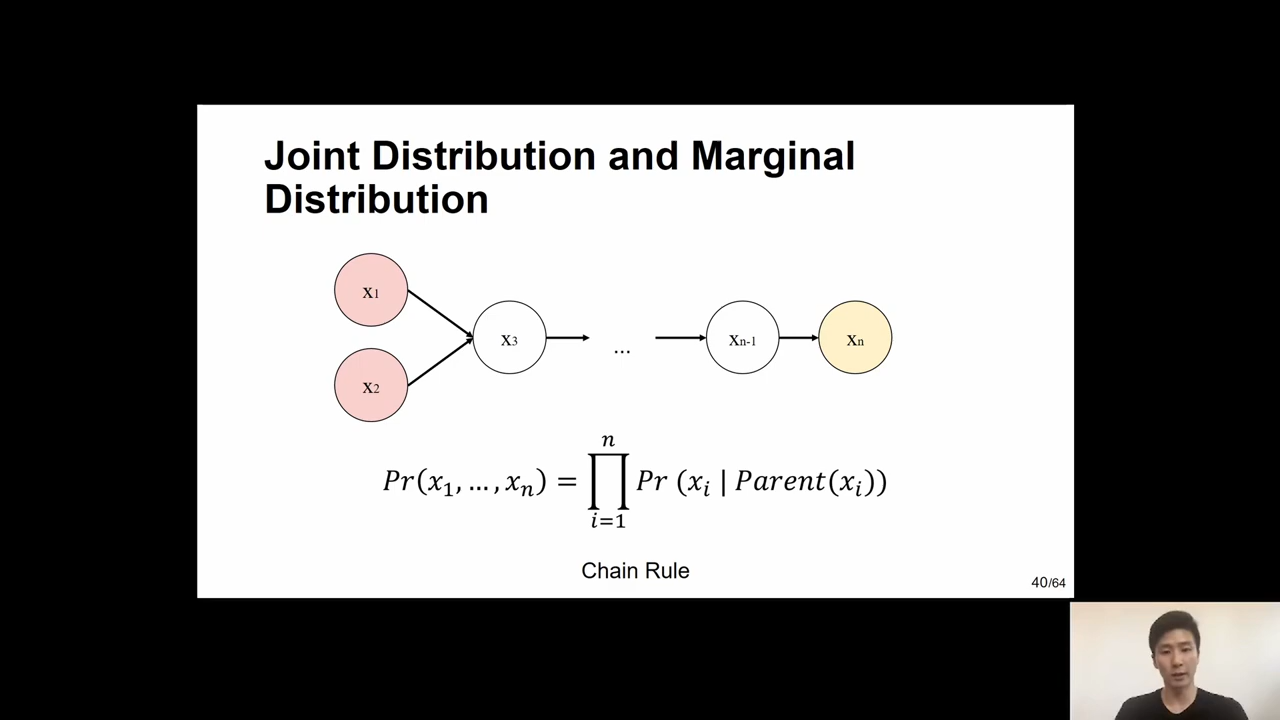 Joint Distribution and Marginal
Distribution
x1
x2
x3
...
xn-1
xn
Pr(x₁, …, xₙ) = ∏ⁿᵢ₌₁ Pr (xᵢ | Parent(xᵢ))
Chain Rule
40/64